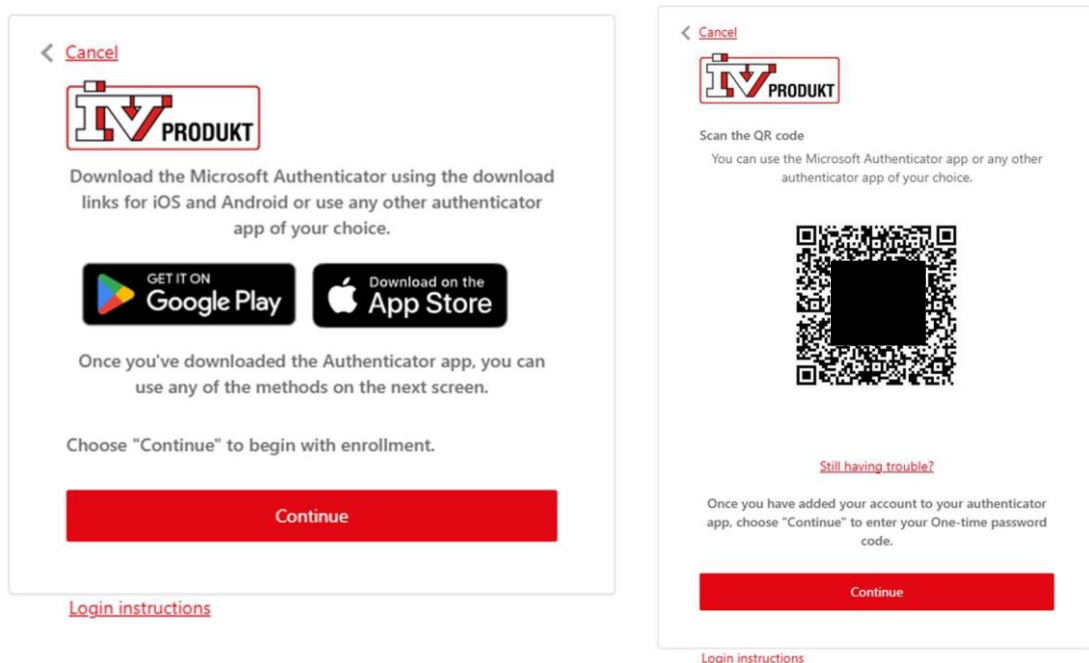 Cancel
IV PRODUKT
Download the Microsoft Authenticator using the download
links for iOS and Android or use any other authenticator
app of your choice.
GET IT ON
Google Play
Download on the
App Store
Once you've downloaded the Authenticator app, you can
use any of the methods on the next screen.
Choose "Continue" to begin with enrollment.
Continue
Login instructions
Cancel
IV PRODUKT
Scan the QR code
You can use the Microsoft Authenticator app or any other
authenticator app of your choice.
Still having trouble?
Once you have added your account to your authenticator
app, choose "Continue" to enter your One-time password
code.
Continue
Login instructions